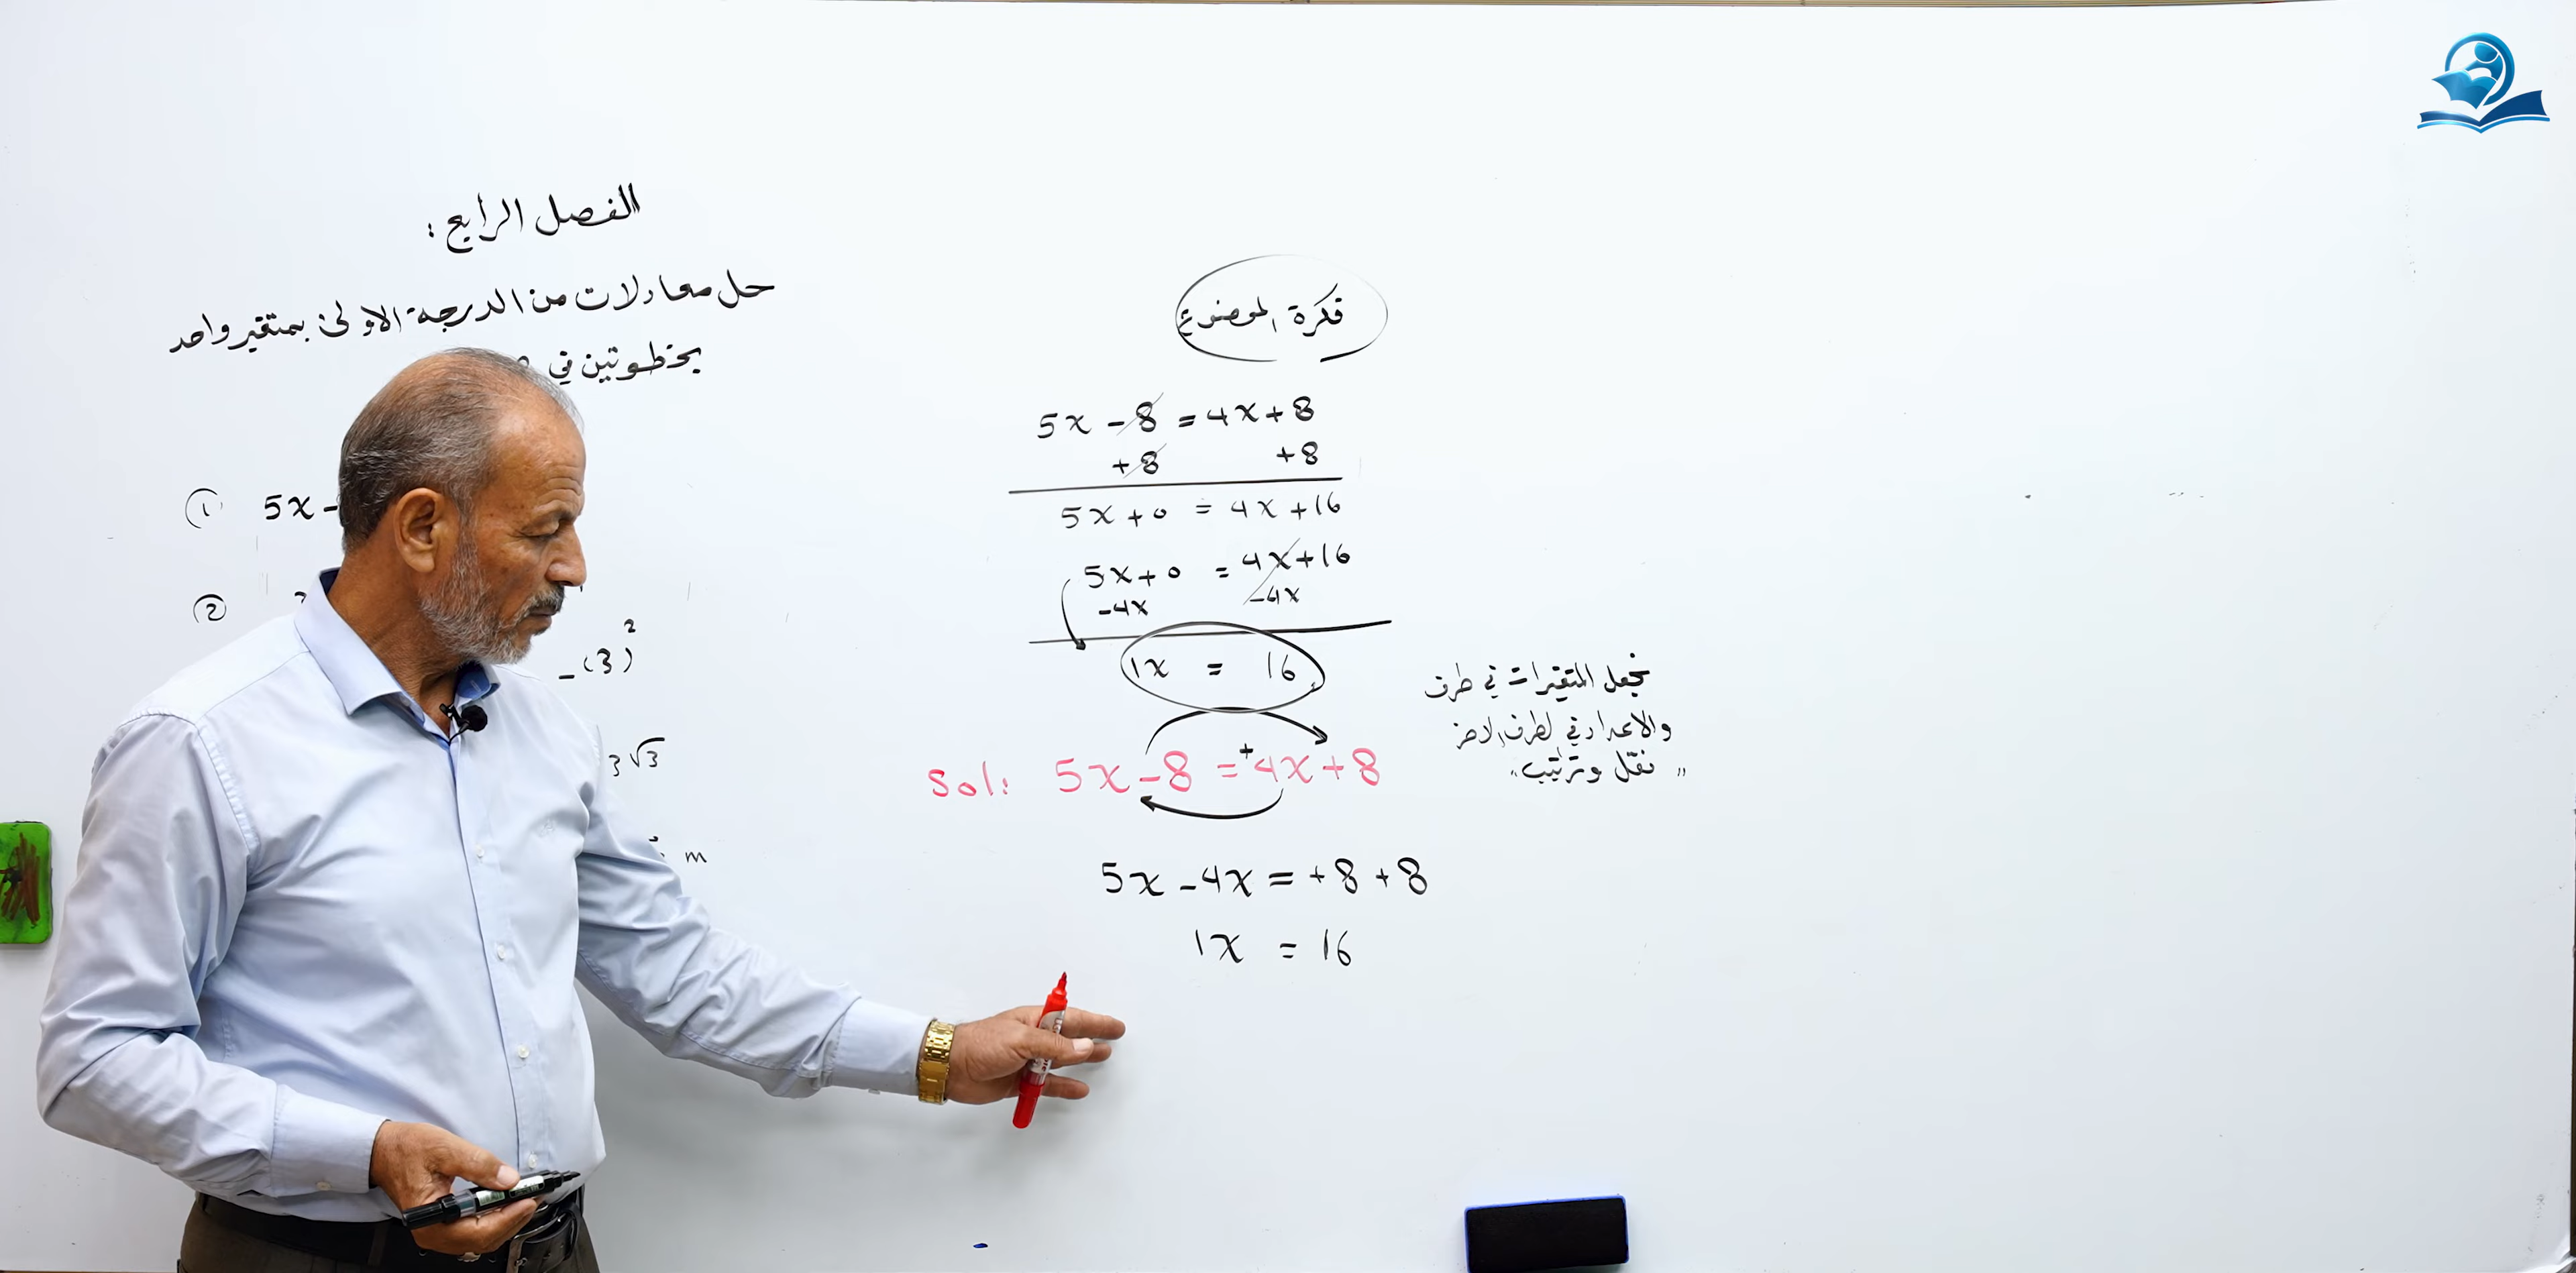 الفصل الرابع :
حل معادلات من الدرجة الاولى بمتغير واحد
بخطوتين في
① 5x-
②
-(3)²
3√3
m
فكرة الموضوع
5x - 8 = 4x + 8
+8 +8
5x + 0 = 4x + 16
5x + 0 = 4x + 16
-4x -4x
1x = 16
Sol: 5x - 8 = +4x + 8
5x - 4x = +8 + 8
1x = 16
نجعل المتغيرات في طرف
والاعداد في الطرف الاخر
"نقل وترتيب"